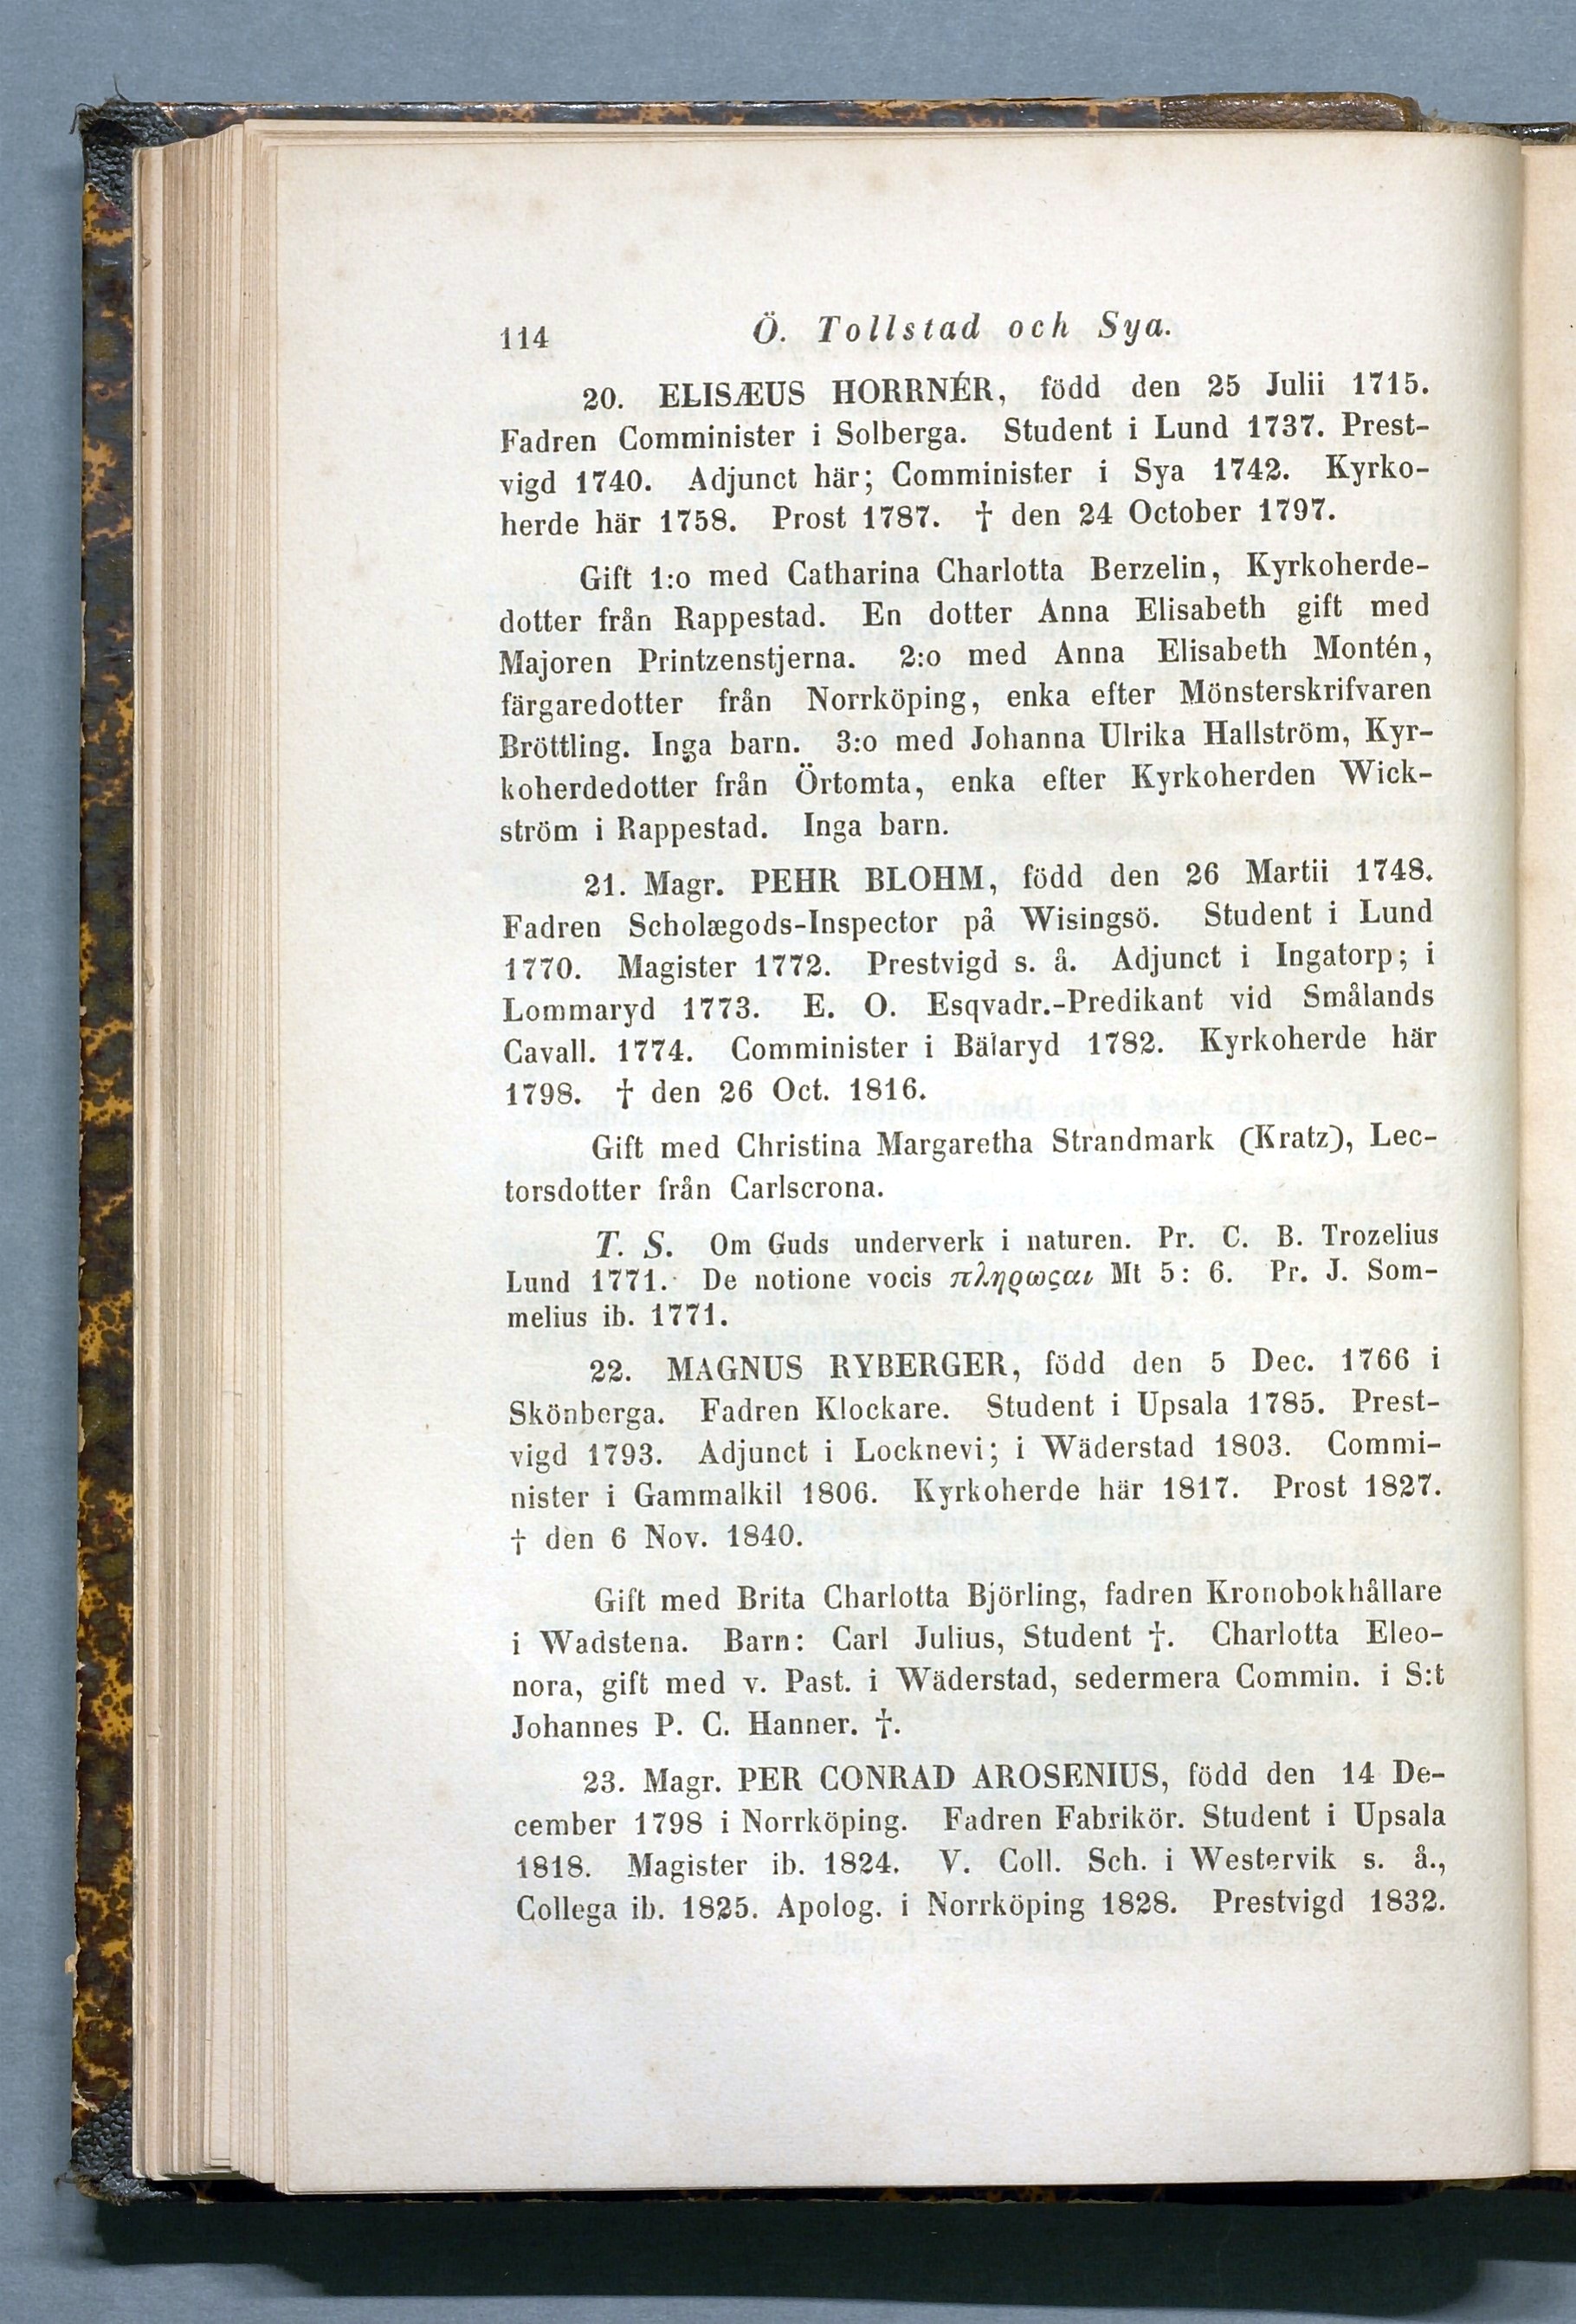 114 Ö. Tollstad och Sya.
20. ELISÆUS HORRNÉR, född den 25 Julii 1715.
Fadren Comminister i Solberga. Student i Lund 1737. Prest-
vigd 1740. Adjunct här; Comminister i Sya 1742. Kyrko-
herde här 1758. Prost 1787. † den 24 October 1797.
Gift 1:o med Catharina Charlotta Berzelin, Kyrkoherde-
dotter från Rappestad. En dotter Anna Elisabeth gift med
Majoren Printzenstjerna. 2:o med Anna Elisabeth Montén,
färgaredotter från Norrköping, enka efter Mönsterskrifvaren
Bröttling. Inga barn. 3:o med Johanna Ulrika Hallström, Kyr-
koherdedotter från Örtomta, enka efter Kyrkoherden Wick-
ström i Rappestad. Inga barn.
21. Magr. PEHR BLOHM, född den 26 Martii 1748.
Fadren Scholægods-Inspector på Wisingsö. Student i Lund
1770. Magister 1772. Prestvigd s. å. Adjunct i Ingatorp; i
Lommaryd 1773. E. O. Esqvadr.-Predikant vid Smålands
Cavall. 1774. Comminister i Bälaryd 1782. Kyrkoherde här
1798. † den 26 Oct. 1816.
Gift med Christina Margaretha Strandmark (Kratz), Lec-
torsdotter från Carlscrona.
T. S. Om Guds underverk i naturen. Pr. C. B. Trozelius
Lund 1771. De notione vocis πληρωςαι Mt 5: 6. Pr. J. Som-
melius ib. 1771.
22. MAGNUS RYBERGER, född den 5 Dec. 1766 i
Skönberga. Fadren Klockare. Student i Upsala 1785. Prest-
vigd 1793. Adjunct i Locknevi; i Wäderstad 1803. Commi-
nister i Gammalkil 1806. Kyrkoherde här 1817. Prost 1827.
† den 6 Nov. 1840.
Gift med Brita Charlotta Björling, fadren Kronobokhållare
i Wadstena. Barn: Carl Julius, Student †. Charlotta Eleo-
nora, gift med v. Past. i Wäderstad, sedermera Commin. i S:t
Johannes P. C. Hanner. †.
23. Magr. PER CONRAD AROSENIUS, född den 14 De-
cember 1798 i Norrköping. Fadren Fabrikör. Student i Upsala
1818. Magister ib. 1824. V. Coll. Sch. i Westervik s. å.,
Collega ib. 1825. Apolog. i Norrköping 1828. Prestvigd 1832.